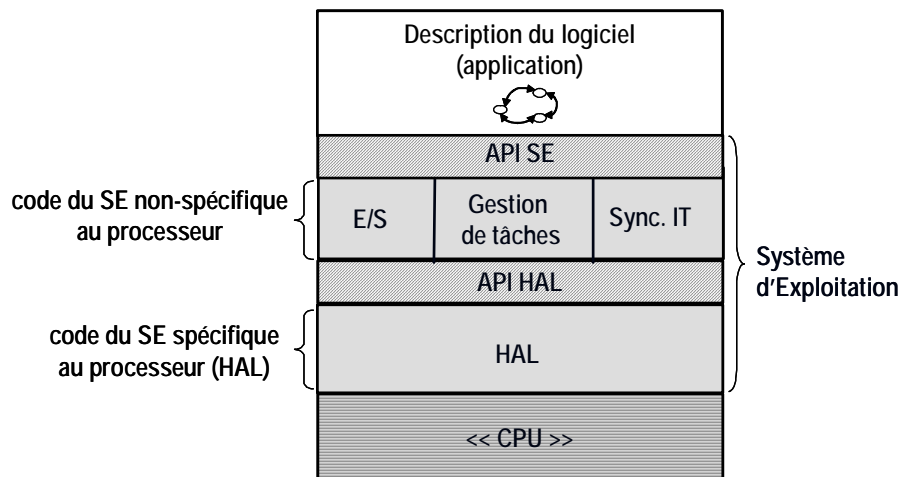 Description du logiciel
(application)
API SE
code du SE non-spécifique
au processeur
E/S
Gestion
de tâches
Sync. IT
Système
d'Exploitation
API HAL
code du SE spécifique
au processeur (HAL)
HAL
<< CPU >>